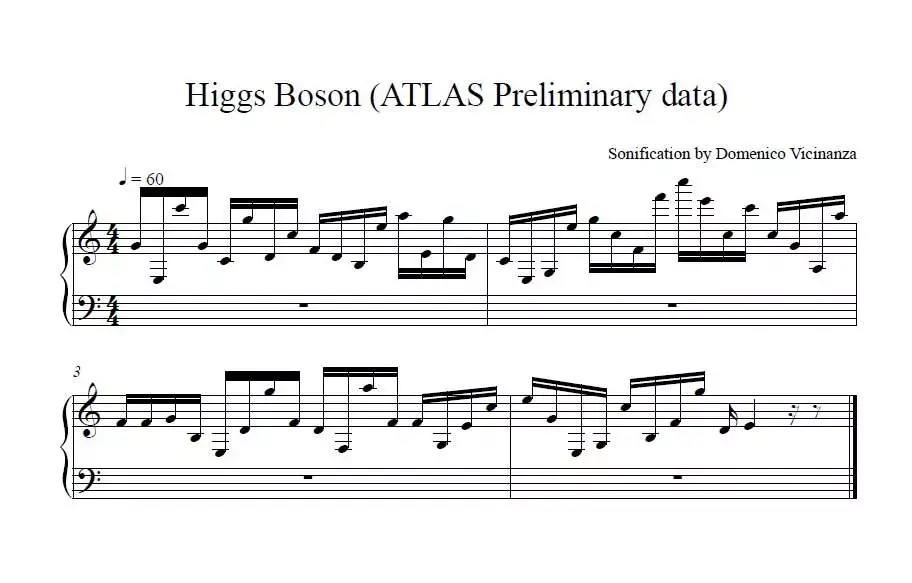 Higgs Boson (ATLAS Preliminary data)
Sonification by Domenico Vicinanza
♩ = 60
4
4
4
4
3